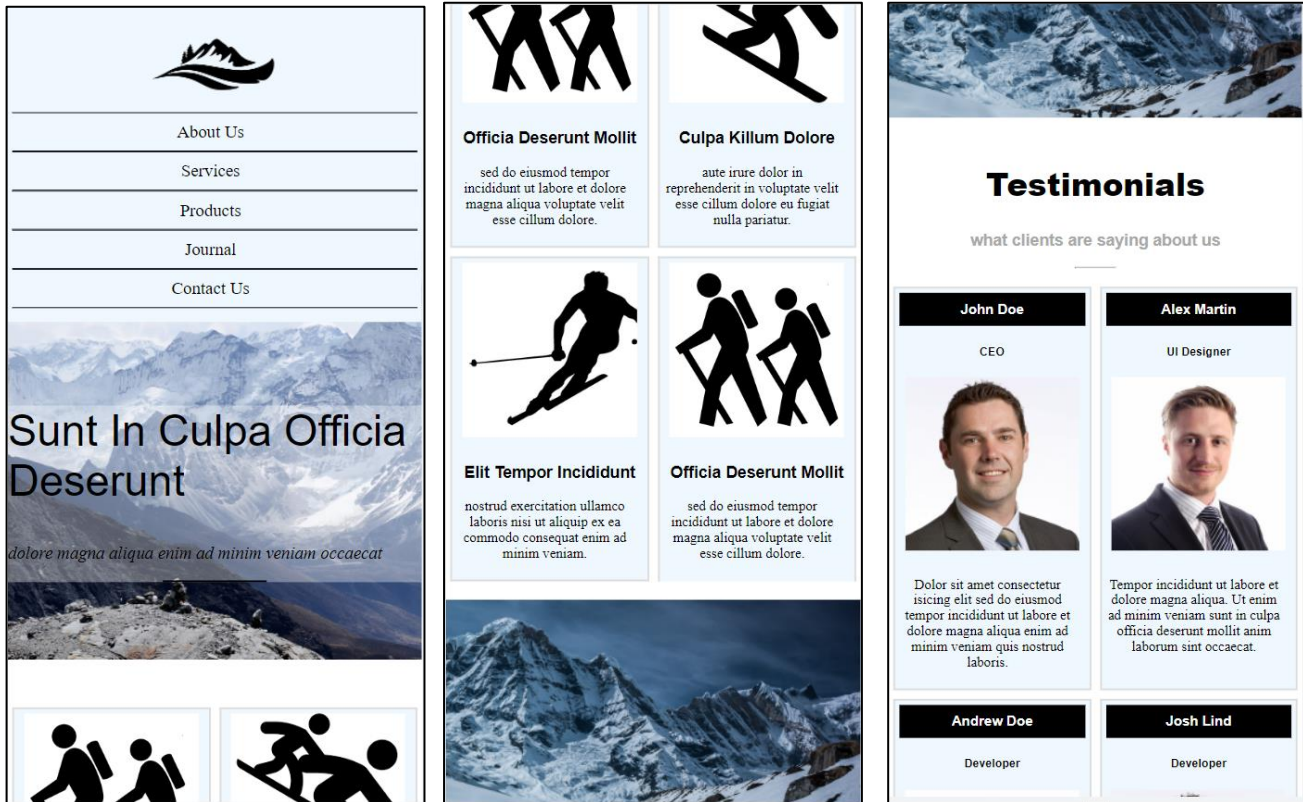 About Us
Services
Products
Journal
Contact Us
Sunt In Culpa Officia
Deserunt
dolore magna aliqua enim ad minim veniam occaecat
Officia Deserunt Mollit
sed do eiusmod tempor
incididunt ut labore et dolore
magna aliqua voluptate velit
esse cillum dolore.
Culpa Killum Dolore
aute irure dolor in
reprehenderit in voluptate velit
esse cillum dolore eu fugiat
nulla pariatur.
Elit Tempor Incididunt
nostrud exercitation ullamco
laboris nisi ut aliquip ex ea
commodo consequat enim ad
minim veniam.
Officia Deserunt Mollit
sed do eiusmod tempor
incididunt ut labore et dolore
magna aliqua voluptate velit
esse cillum dolore.
Testimonials
what clients are saying about us
John Doe
CEO
Dolor sit amet consectetur
isicing elit sed do eiusmod
tempor incididunt ut labore et
dolore magna aliqua enim ad
minim veniam quis nostrud
laboris.
Alex Martin
UI Designer
Tempor incididunt ut labore et
dolore magna aliqua. Ut enim
ad minim veniam sunt in culpa
officia deserunt mollit anim
laborum sint occaecat.
Andrew Doe
Developer
Josh Lind
Developer